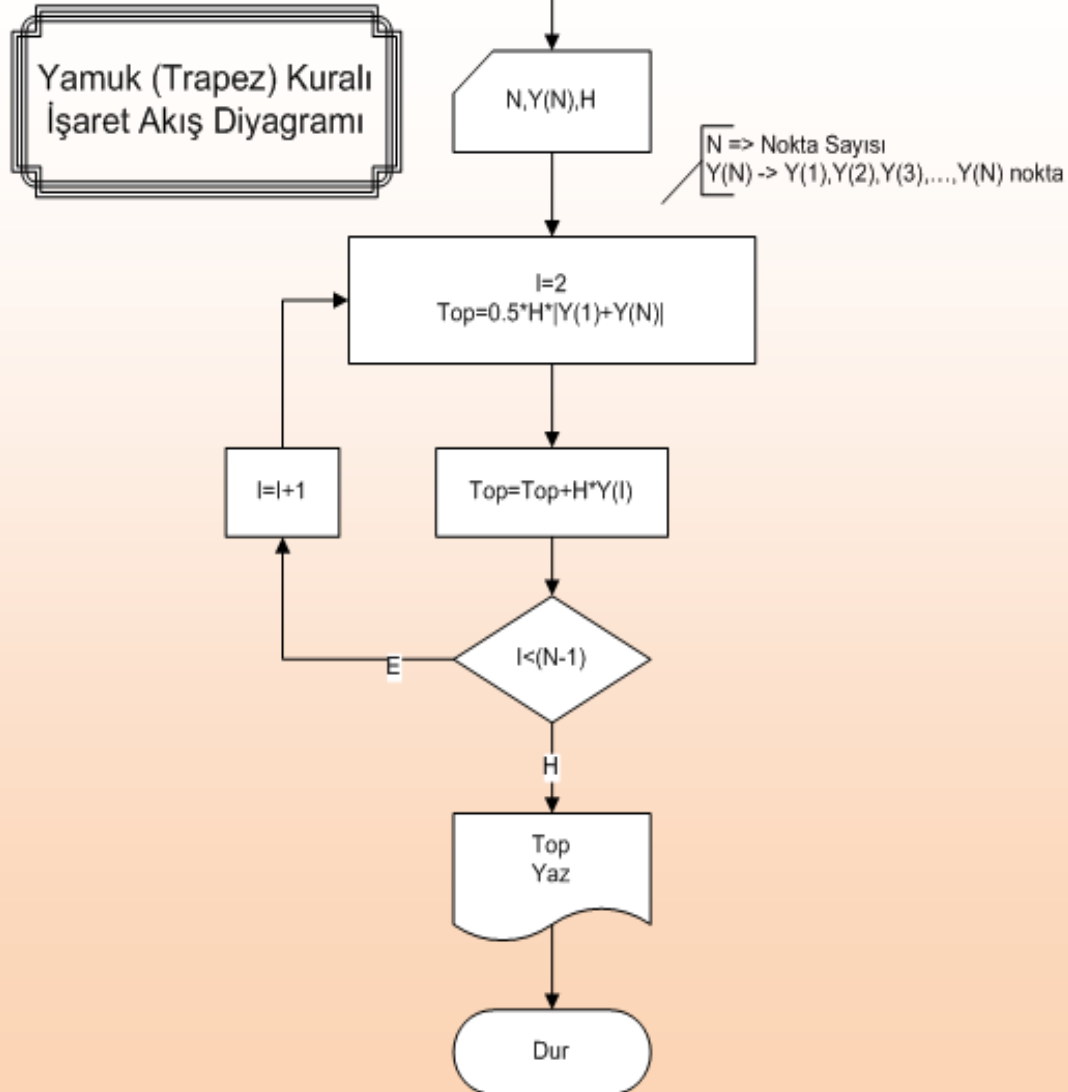 Yamuk (Trapez) Kuralı
İşaret Akış Diyagramı
N,Y(N),H
N => Nokta Sayısı
Y(N) -> Y(1),Y(2),Y(3),...,Y(N) nokta
I=2
Top=0.5*H*|Y(1)+Y(N)|
I=I+1
Top=Top+H*Y(I)
I<(N-1)
E
H
Top
Yaz
Dur